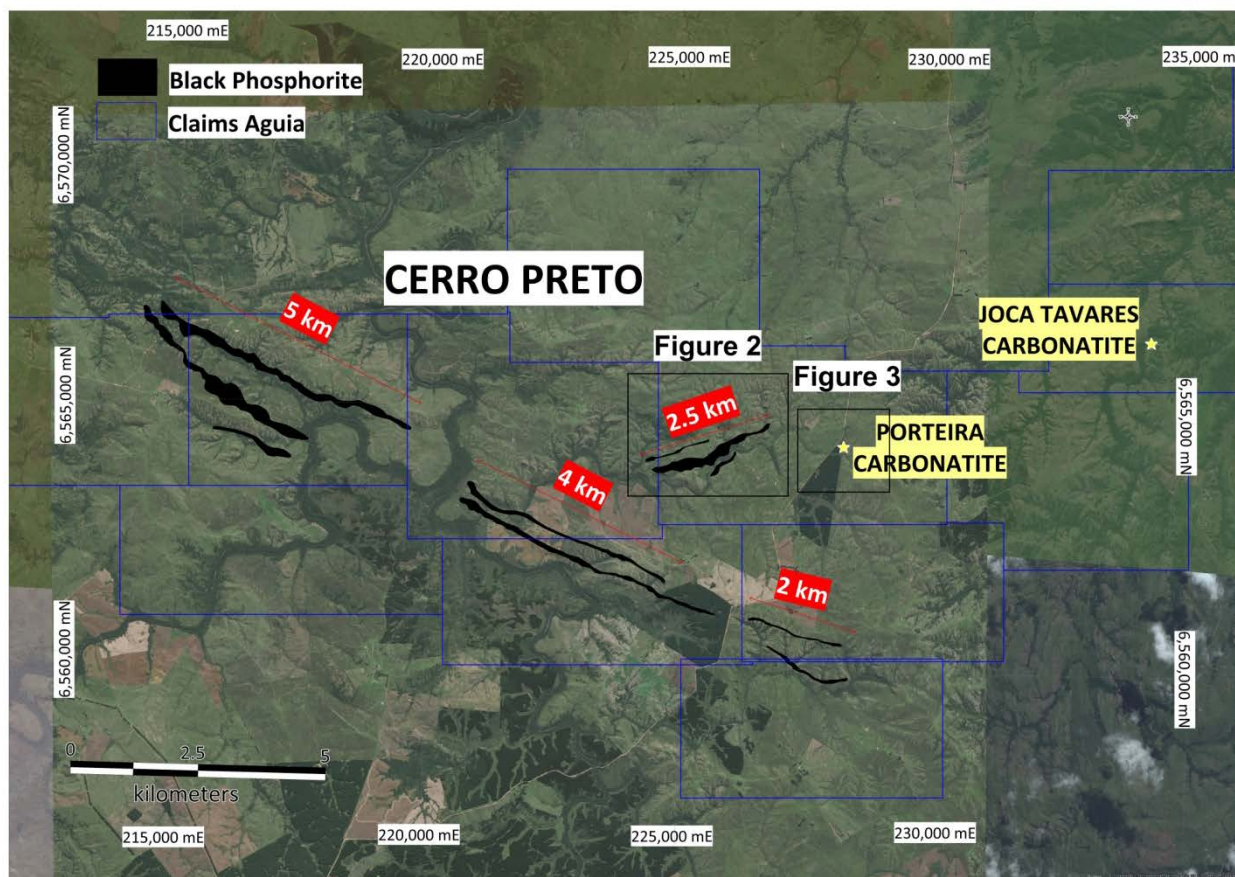 215,000 mE
220,000 mE
225,000 mE
230,000 mE
235,000 m
Black Phosphorite
Claims Aguia
6,570,000 mN
CERRO PRETO
5 km
JOCA TAVARES
CARBONATITE
Figure 2
Figure 3
2.5 km
6,565,000 mN
6,565,000 mN
PORTEIRA
CARBONATITE
4 km
2 km
6,560,000 mN
6,560,000 mN
0
2.5
5
kilometers
215,000 mE
220,000 mE
225,000 mE
230,000 mE